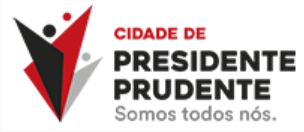 CIDADE DE
PRESIDENTE
PRUDENTE
Somos todos nós.